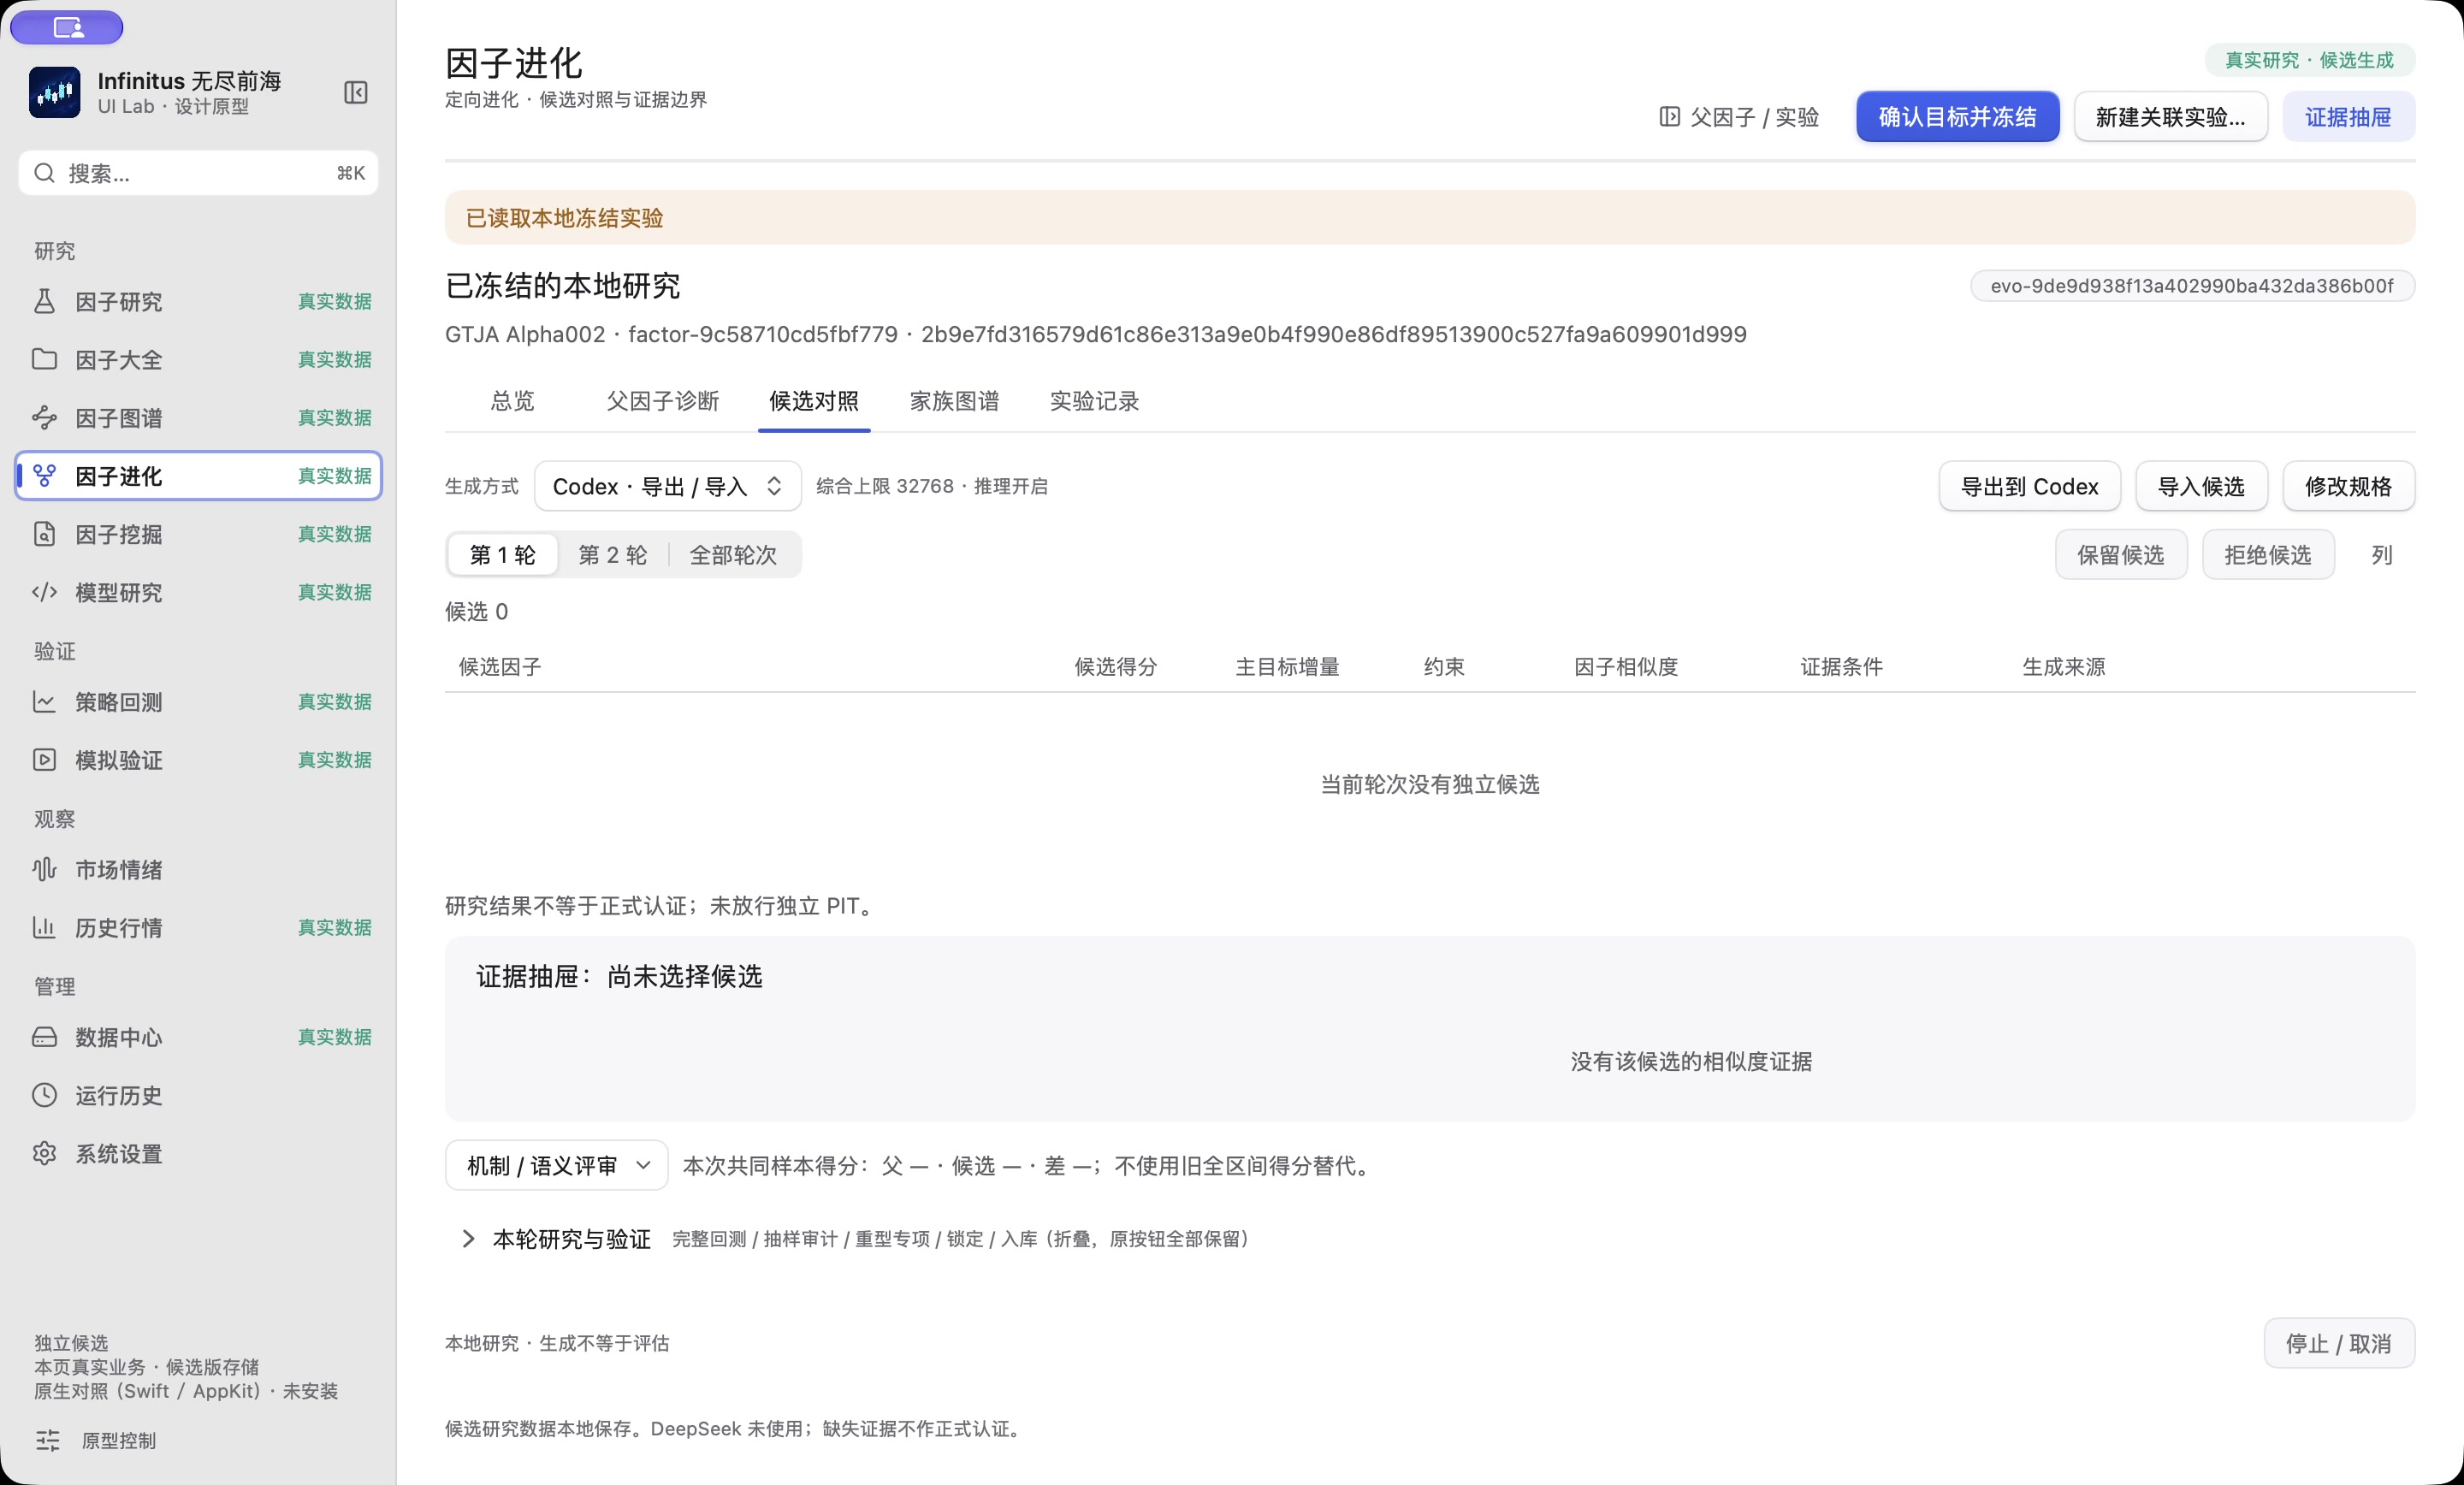 Infinitus 无尽前海
UI Lab · 设计原型
搜索... ⌘K
研究
因子研究 真实数据
因子大全 真实数据
因子图谱 真实数据
因子进化 真实数据
因子挖掘 真实数据
模型研究 真实数据
验证
策略回测 真实数据
模拟验证 真实数据
观察
市场情绪
历史行情 真实数据
管理
数据中心 真实数据
运行历史
系统设置
独立候选
本页真实业务 · 候选版存储
原生对照 (Swift / AppKit) · 未安装
原型控制
因子进化
定向进化 · 候选对照与证据边界
真实研究 · 候选生成
父因子 / 实验 确认目标并冻结 新建关联实验... 证据抽屉
已读取本地冻结实验
已冻结的本地研究 evo-9de9d938f13a402990ba432da386b00f
GTJA Alpha002 · factor-9c58710cd5fbf779 · 2b9e7fd316579d61c86e313a9e0b4f990e86df89513900c527fa9a609901d999
总览 父因子诊断 候选对照 家族图谱 实验记录
生成方式 Codex · 导出 / 导入 综合上限 32768 · 推理开启 导出到 Codex 导入候选 修改规格
第 1 轮 第 2 轮 全部轮次 保留候选 拒绝候选 列
候选 0
候选因子 候选得分 主目标增量 约束 因子相似度 证据条件 生成来源
当前轮次没有独立候选
研究结果不等于正式认证；未放行独立 PIT。
证据抽屉：尚未选择候选
没有该候选的相似度证据
机制 / 语义评审 本次共同样本得分：父 — · 候选 — · 差 —；不使用旧全区间得分替代。
本轮研究与验证 完整回测 / 抽样审计 / 重型专项 / 锁定 / 入库（折叠，原按钮全部保留）
本地研究 · 生成不等于评估 停止 / 取消
候选研究数据本地保存。DeepSeek 未使用；缺失证据不作正式认证。